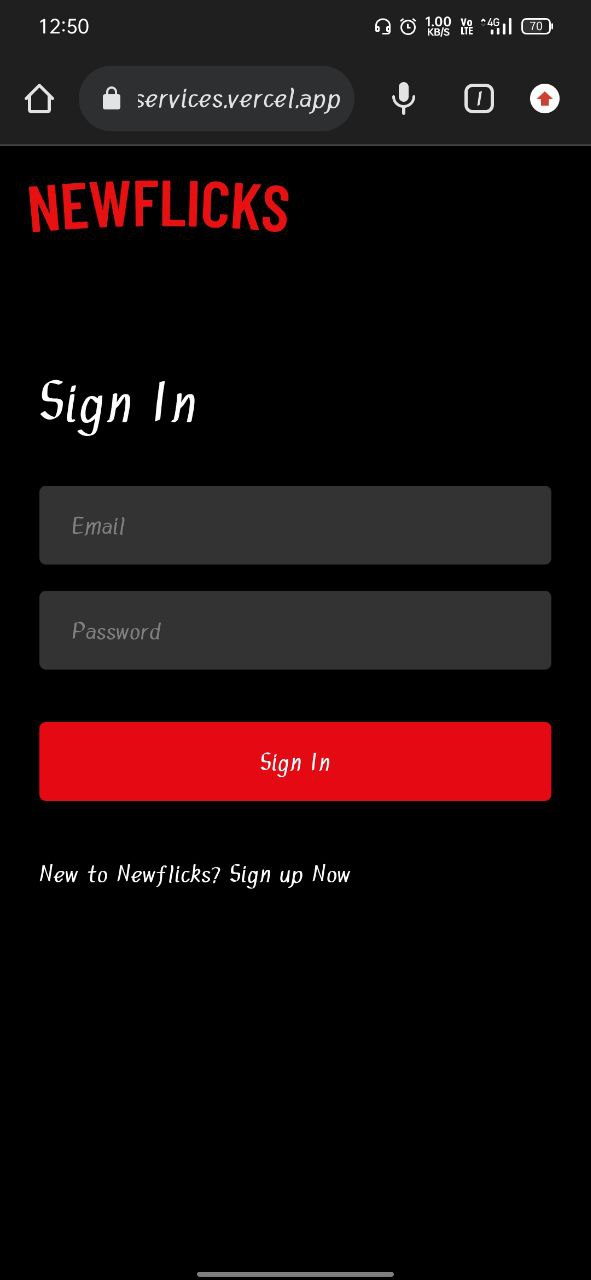 12:50
1.00
KB/S
Vo
LTE
4G
70
services.vercel.app
1
NEWFLICKS
Sign In
Email
Password
Sign In
New to Newflicks? Sign up Now